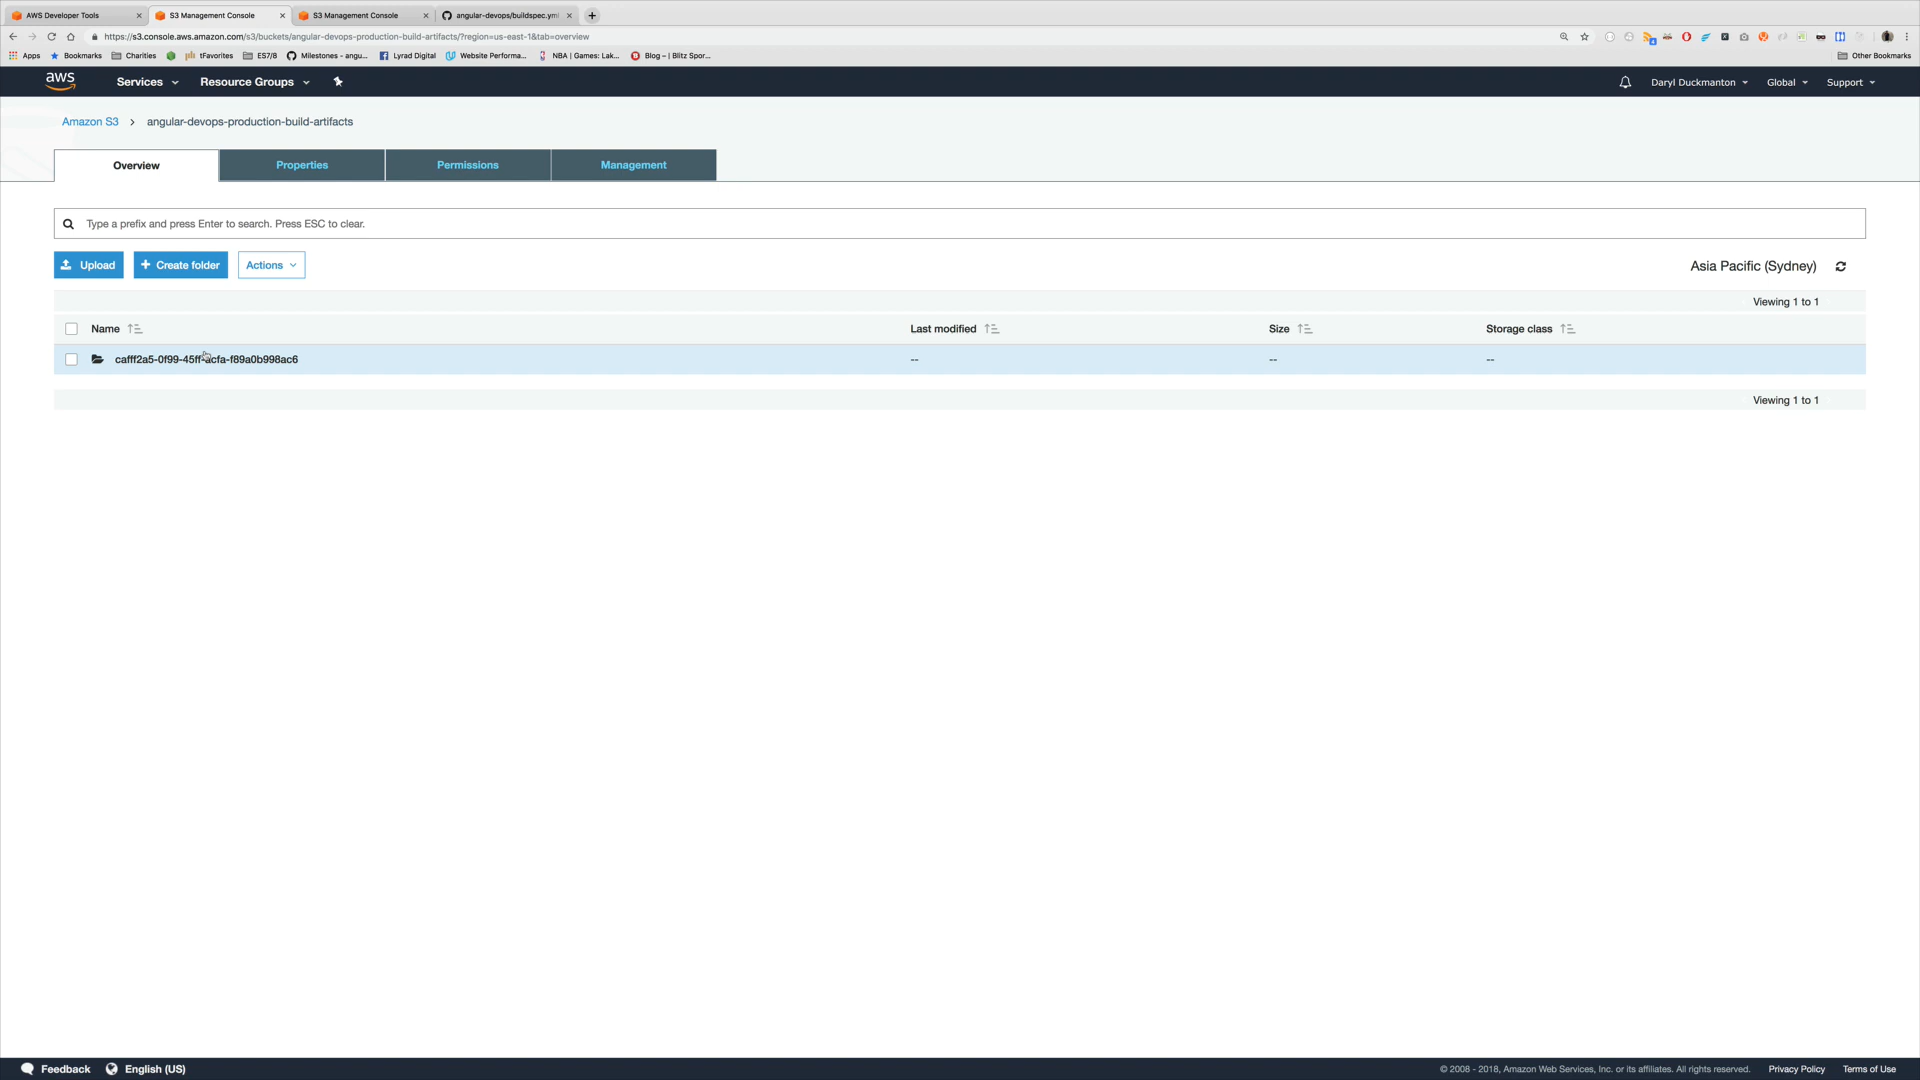 AWS Developer Tools
S3 Management Console
S3 Management Console
angular-devops/buildspec.yml
https://s3.console.aws.amazon.com/s3/buckets/angular-devops-production-build-artifacts/?region=us-east-1&tab=overview
Apps Bookmarks Charities tFavorites ES7/8 Milestones - angu... Lyrad Digital Website Performa... NBA | Games: Lak... Blog – | Blitz Spor... Other Bookmarks
aws Services Resource Groups Daryl Duckmanton Global Support
Amazon S3 > angular-devops-production-build-artifacts
Overview Properties Permissions Management
Type a prefix and press Enter to search. Press ESC to clear.
Upload + Create folder Actions Asia Pacific (Sydney)
Viewing 1 to 1
Name Last modified Size Storage class
cafff2a5-0f99-45ff-acfa-f89a0b998ac6 -- -- --
Viewing 1 to 1
Feedback English (US) © 2008 - 2018, Amazon Web Services, Inc. or its affiliates. All rights reserved. Privacy Policy Terms of Use